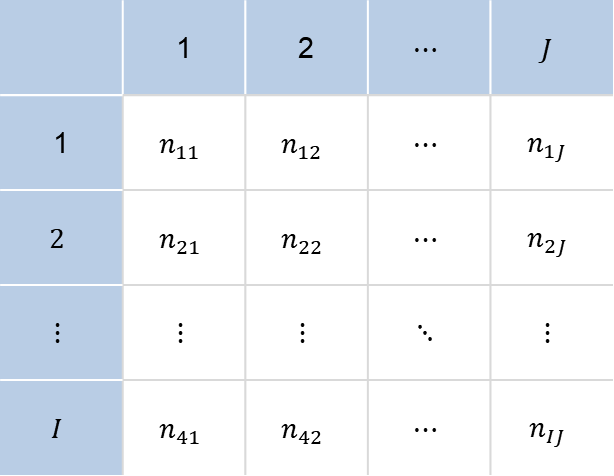 1 2 ⋯ J
1 n₁₁ n₁₂ ⋯ n₁J
2 n₂₁ n₂₂ ⋯ n₂J
⋮ ⋮ ⋮ ⋱ ⋮
I n₄₁ n₄₂ ⋯ nIJ